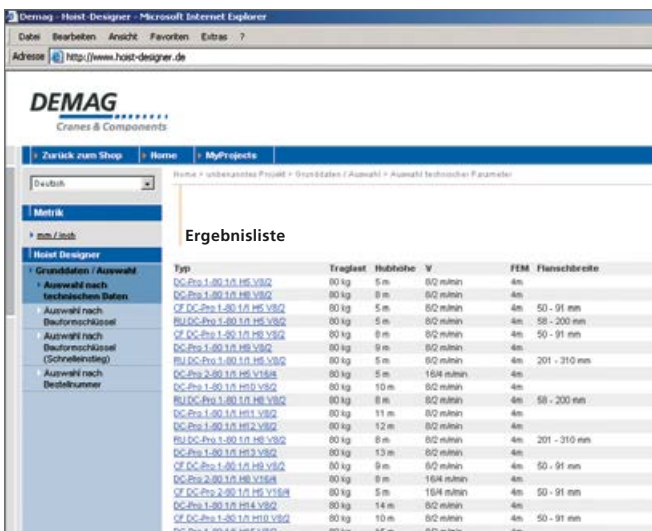 Demag - Hoist-Designer - Microsoft Internet Explorer
Datei Bearbeiten Ansicht Favoriten Extras ?
Adresse http://www.hoist-designer.de
DEMAG
Cranes & Components
Zurück zum Shop Home MyProjects
Deutsch
Home > unbenanntes Projekt > Grunddaten / Auswahl > Auswahl technischer Parameter
Metrik
mm / inch
Ergebnisliste
Hoist Designer
Grunddaten / Auswahl
Auswahl nach
technischen Daten
Auswahl nach
Bauformschlüssel
Auswahl nach
Bauformschlüssel
(Schnelleinstieg)
Auswahl nach
Bestellnummer
Typ Traglast Hubhöhe V FEM Flanschbreite
DC-Pro 1-80 1/1 H5 V8/2 80 kg 5 m 8/2 m/min 4m
DC-Pro 1-80 1/1 H8 V8/2 80 kg 8 m 8/2 m/min 4m
CF DC-Pro 1-80 1/1 H5 V8/2 80 kg 5 m 8/2 m/min 4m 50 - 91 mm
RU DC-Pro 1-80 1/1 H5 V8/2 80 kg 5 m 8/2 m/min 4m 58 - 200 mm
CF DC-Pro 1-80 1/1 H8 V8/2 80 kg 8 m 8/2 m/min 4m 50 - 91 mm
DC-Pro 1-80 1/1 H9 V8/2 80 kg 9 m 8/2 m/min 4m
RU DC-Pro 1-80 1/1 H5 V8/2 80 kg 5 m 8/2 m/min 4m 201 - 310 mm
DC-Pro 2-80 1/1 H5 V16/4 80 kg 5 m 16/4 m/min 4m
DC-Pro 1-80 1/1 H10 V8/2 80 kg 10 m 8/2 m/min 4m
RU DC-Pro 1-80 1/1 H8 V8/2 80 kg 8 m 8/2 m/min 4m 58 - 200 mm
DC-Pro 1-80 1/1 H11 V8/2 80 kg 11 m 8/2 m/min 4m
DC-Pro 1-80 1/1 H12 V8/2 80 kg 12 m 8/2 m/min 4m
RU DC-Pro 1-80 1/1 H8 V8/2 80 kg 8 m 8/2 m/min 4m 201 - 310 mm
DC-Pro 1-80 1/1 H13 V8/2 80 kg 13 m 8/2 m/min 4m
CF DC-Pro 1-80 1/1 H9 V8/2 80 kg 9 m 8/2 m/min 4m 50 - 91 mm
DC-Pro 2-80 1/1 H8 V16/4 80 kg 8 m 16/4 m/min 4m
CF DC-Pro 2-80 1/1 H5 V16/4 80 kg 5 m 16/4 m/min 4m 50 - 91 mm
DC-Pro 1-80 1/1 H14 V8/2 80 kg 14 m 8/2 m/min 4m
CF DC-Pro 1-80 1/1 H10 V8/2 80 kg 10 m 8/2 m/min 4m 50 - 91 mm